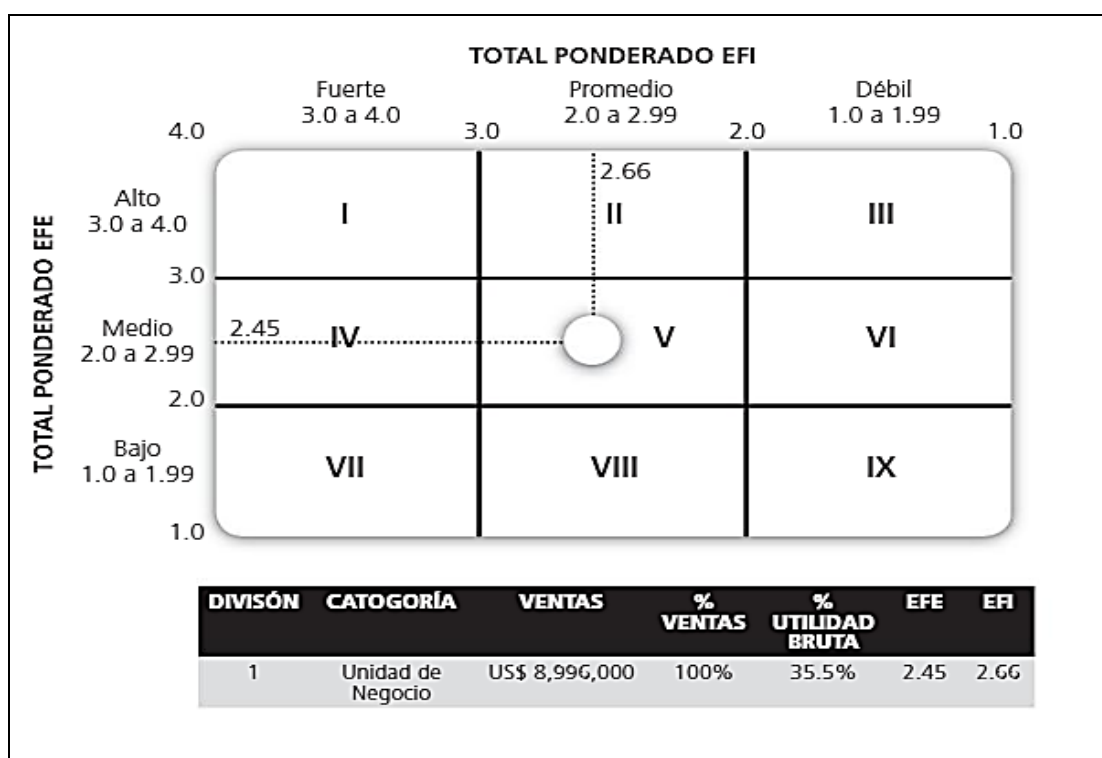 TOTAL PONDERADO EFI
Fuerte Promedio Débil
3.0 a 4.0 2.0 a 2.99 1.0 a 1.99
4.0 3.0 2.0 1.0
TOTAL PONDERADO EFE
Alto
3.0 a 4.0
I II III
2.66
3.0
Medio
2.0 a 2.99
2.45
IV V VI
2.0
Bajo
1.0 a 1.99
VII VIII IX
1.0
DIVISÓN CATOGORÍA VENTAS % VENTAS % UTILIDAD BRUTA EFE EFI
1 Unidad de Negocio US$ 8,996,000 100% 35.5% 2.45 2.66